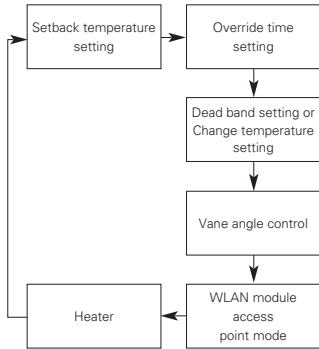 Setback temperature
setting
Override time
setting
Dead band setting or
Change temperature
setting
Vane angle control
WLAN module
access
point mode
Heater